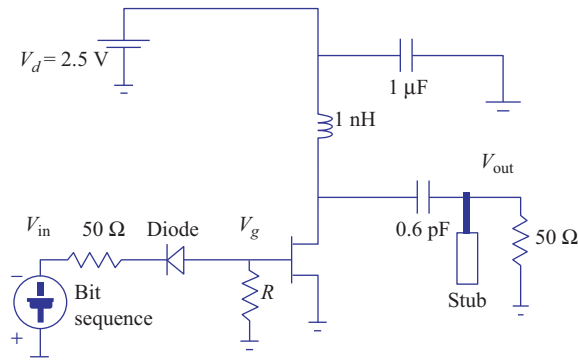 V_d = 2.5 V
1 μF
1 nH
V_out
0.6 pF
50 Ω
Stub
V_in
50 Ω
Diode
V_g
R
−
+
Bit
sequence